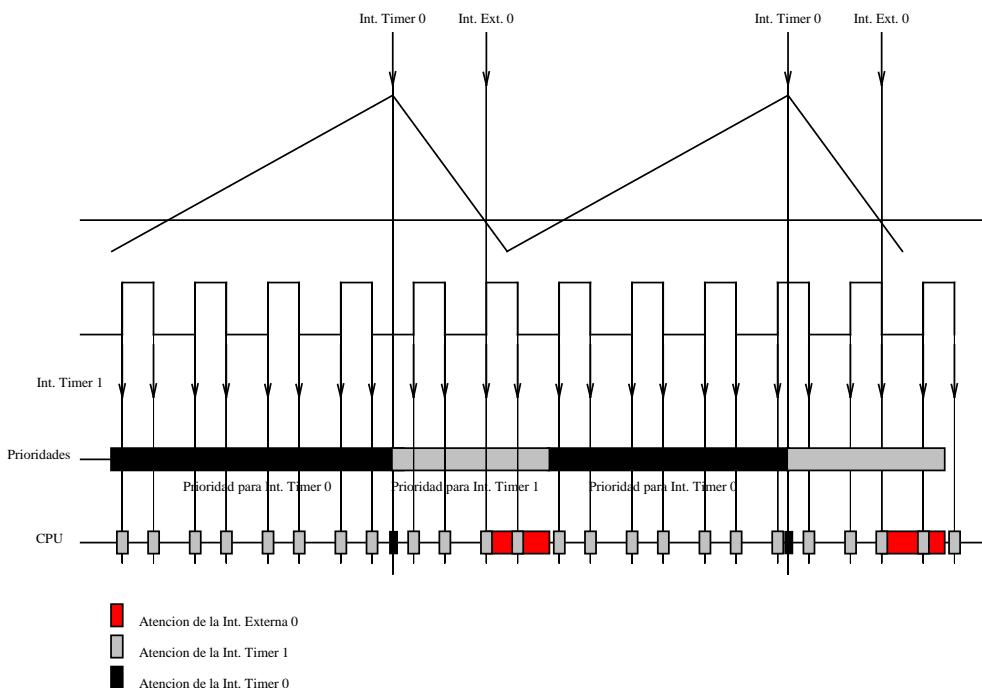 Int. Timer 0
Int. Ext. 0
Int. Timer 0
Int. Ext. 0
Int. Timer 1
Prioridades
Prioridad para Int. Timer 0
Prioridad para Int. Timer 1
Prioridad para Int. Timer 0
CPU
Atencion de la Int. Externa 0
Atencion de la Int. Timer 1
Atencion de la Int. Timer 0